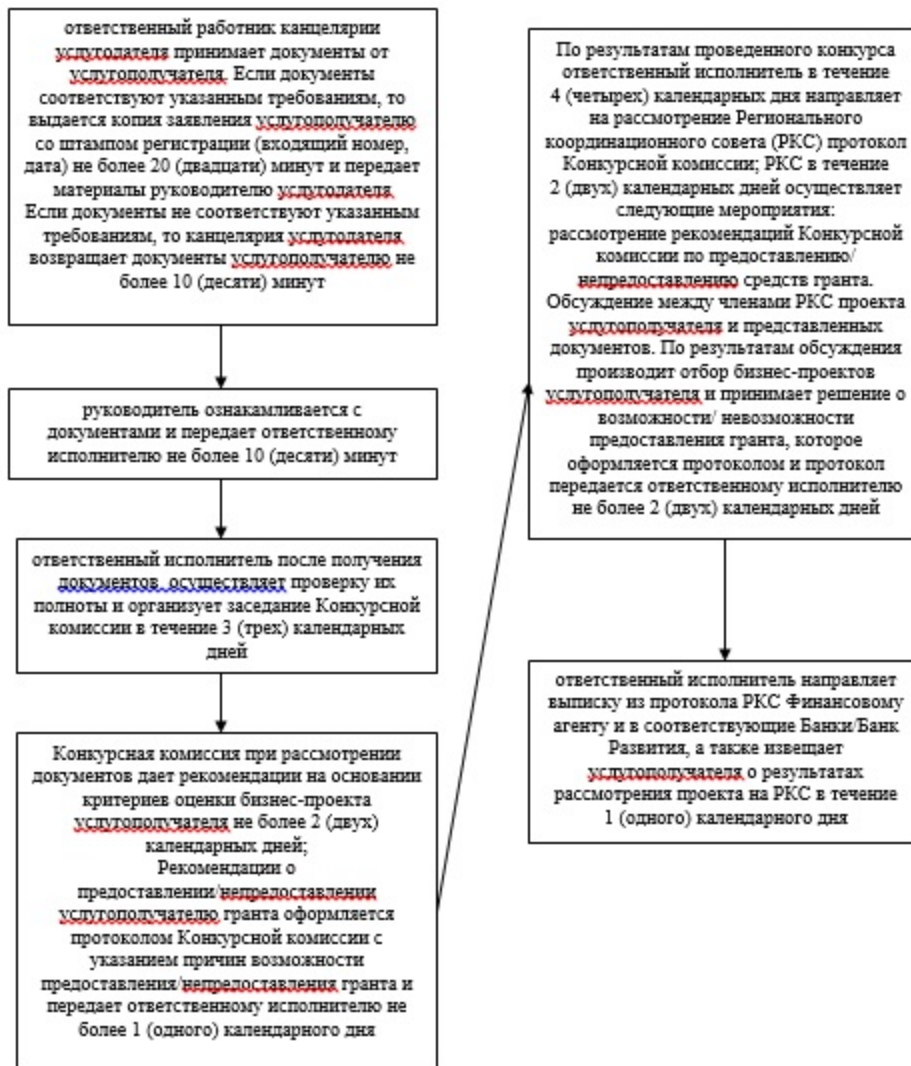 ответственный работник канцелярии
услугодателя принимает документы от
услугополучателя. Если документы
соответствуют указанным требованиям, то
выдается копия заявления услугополучателю
со штампом регистрации (входящий номер,
дата) не более 20 (двадцати) минут и передает
материалы руководителю услугодателя
Если документы не соответствуют указанным
требованиям, то канцелярия услугодателя
возвращает документы услугополучателю не
более 10 (десяти) минут
руководитель ознакамливается с
документами и передает ответственному
исполнителю не более 10 (десяти) минут
ответственный исполнитель после получения
документов осуществляет проверку их
полноты и организует заседание Конкурсной
комиссии в течение 3 (трех) календарных
дней
Конкурсная комиссия при рассмотрении
документов дает рекомендации на основании
критериев оценки бизнес-проекта
услугополучателя не более 2 (двух)
календарных дней;
Рекомендации о
предоставлении/непредоставлении
услугополучателю гранта оформляется
протоколом Конкурсной комиссии с
указанием причин возможности
предоставления/непредоставления гранта и
передает ответственному исполнителю не
более 1 (одного) календарного дня
По результатам проведенного конкурса
ответственный исполнитель в течение
4 (четырех) календарных дня направляет
на рассмотрение Регионального
координационного совета (РКС) протокол
Конкурсной комиссии; РКС в течение
2 (двух) календарных дней осуществляет
следующие мероприятия:
рассмотрение рекомендаций Конкурсной
комиссии по предоставлению/
непредоставлению средств гранта.
Обсуждение между членами РКС проекта
услугополучателя и представленных
документов. По результатам обсуждения
производит отбор бизнес-проектов
услугополучателя и принимает решение о
возможности/ невозможности
предоставления гранта, которое
оформляется протоколом и протокол
передается ответственному исполнителю
не более 2 (двух) календарных дней
ответственный исполнитель направляет
выписку из протокола РКС Финансовому
агенту и в соответствующие Банки/Банк
Развития, а также извещает
услугополучателя о результатах
рассмотрения проекта на РКС в течение
1 (одного) календарного дня